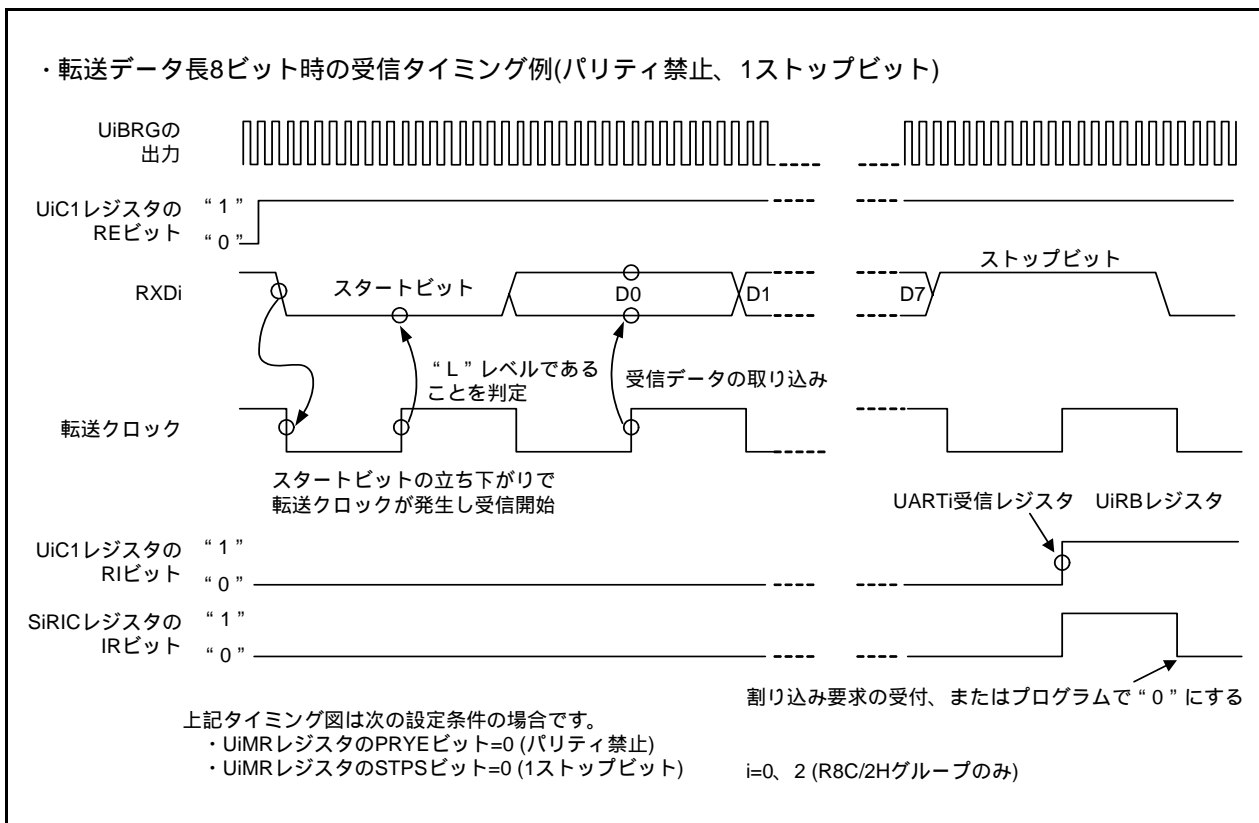 ・転送データ長8ビット時の受信タイミング例(パリティ禁止、1ストップビット)
UiBRGの
出力
UiC1レジスタの
REビット
“1”
“0”
RXDi
スタートビット
D0
D1
D7
ストップビット
“L”レベルである
ことを判定
受信データの取り込み
転送クロック
スタートビットの立ち下がりで
転送クロックが発生し受信開始
UARTi受信レジスタ UiRBレジスタ
UiC1レジスタの
RIビット
“1”
“0”
SiRICレジスタの
IRビット
“1”
“0”
割り込み要求の受付、またはプログラムで“0”にする
上記タイミング図は次の設定条件の場合です。
・UiMRレジスタのPRYEビット=0 (パリティ禁止)
・UiMRレジスタのSTPSビット=0 (1ストップビット)
i=0、2 (R8C/2Hグループのみ)